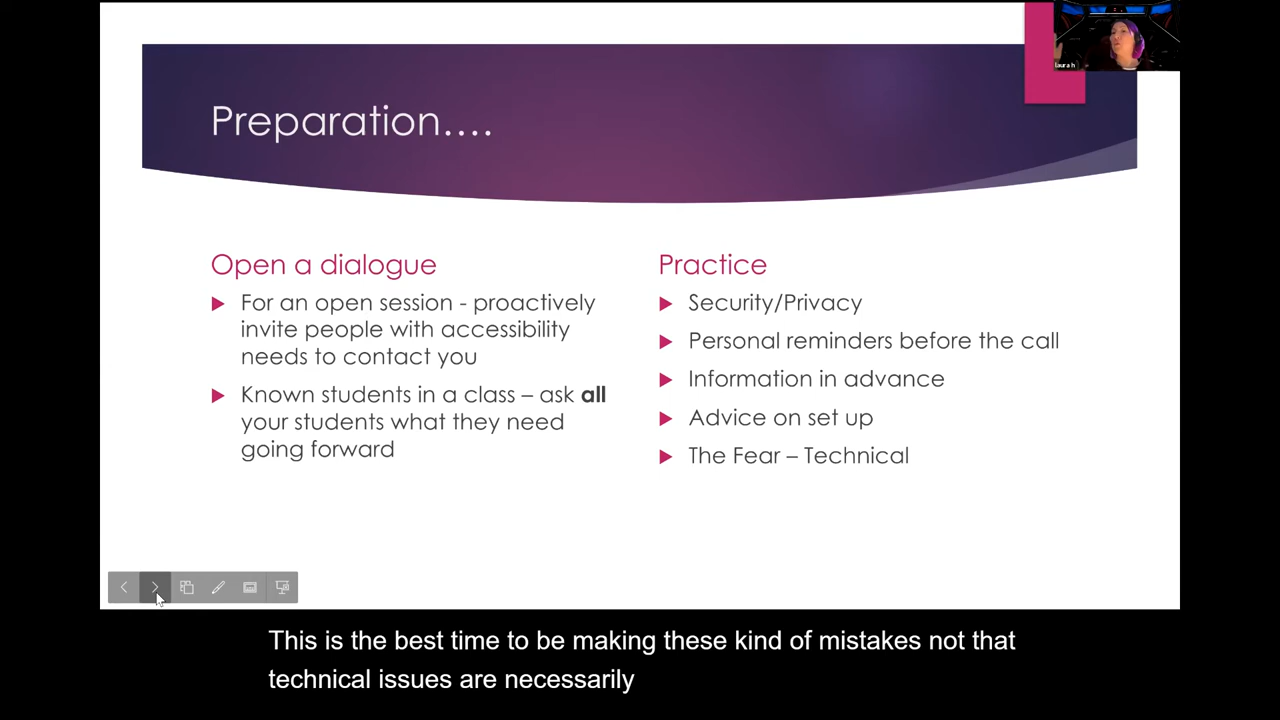 laura h
Preparation....
Open a dialogue
For an open session - proactively
invite people with accessibility
needs to contact you
Known students in a class – ask all
your students what they need
going forward
Practice
Security/Privacy
Personal reminders before the call
Information in advance
Advice on set up
The Fear – Technical
This is the best time to be making these kind of mistakes not that
technical issues are necessarily